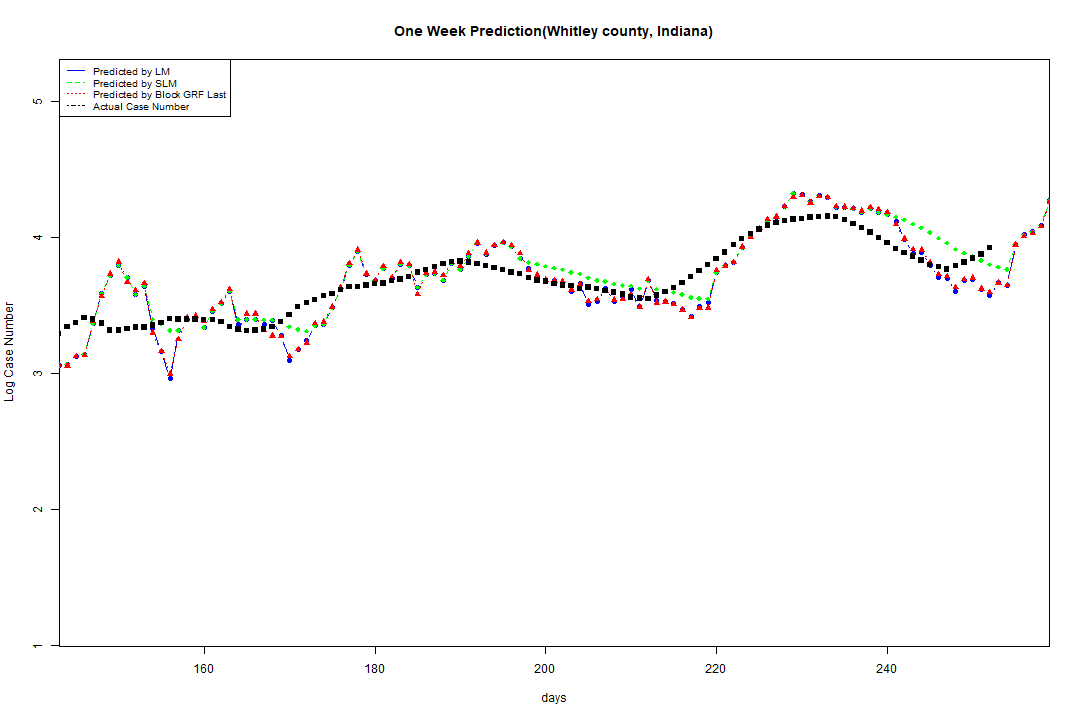 One Week Prediction(Whitley county, Indiana)
Predicted by LM
Predicted by SLM
Predicted by Block GRF Last
Actual Case Number
5
4
3
2
1
Log Case Number
160
180
200
220
240
days